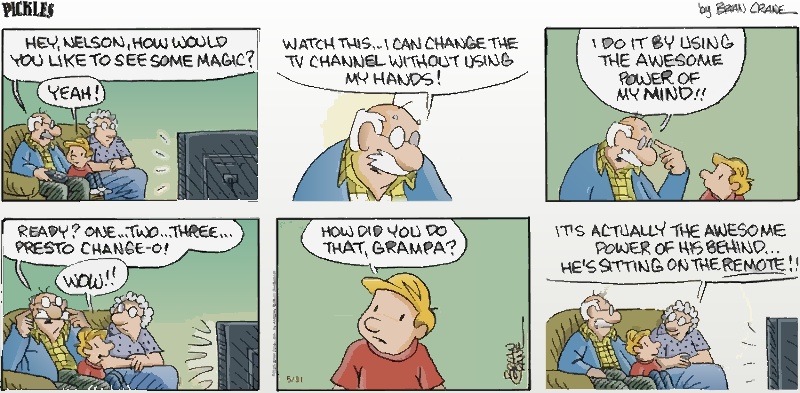 PICKLES
by BRIAN CRANE
HEY, NELSON, HOW WOULD
YOU LIKE TO SEE SOME MAGIC?
YEAH!
WATCH THIS... I CAN CHANGE THE
TV CHANNEL WITHOUT USING
MY HANDS!
I DO IT BY USING
THE AWESOME
POWER OF
MY MIND!!
READY? ONE...TWO...THREE...
PRESTO CHANGE-O!
WOW!!
HOW DID YOU DO
THAT, GRAMPA?
5/31
BRIAN
CRANE
IT'S ACTUALLY THE AWESOME
POWER OF HIS BEHIND...
HE'S SITTING ON THE REMOTE!!